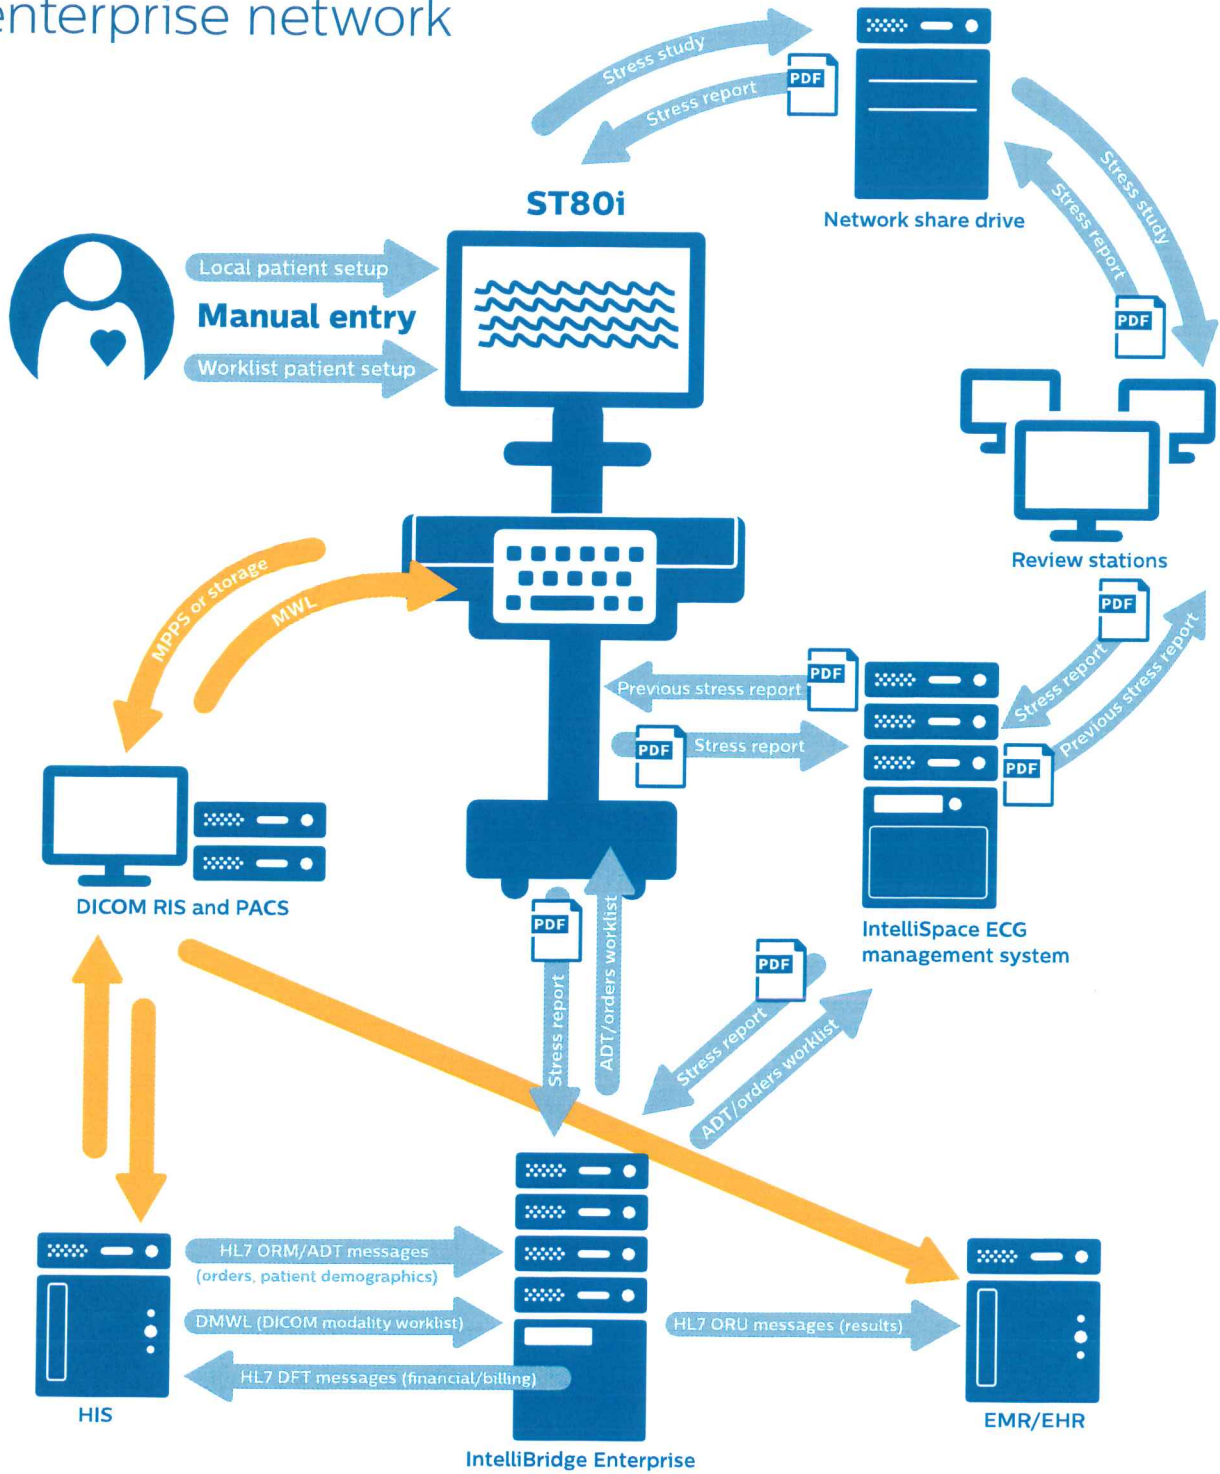 enterprise network
Stress study
PDF
Stress report
Network share drive
Stress study
Stress report
PDF
ST80i
Local patient setup
Manual entry
Worklist patient setup
Review stations
MPPS or storage
MWL
PDF
Stress report
Previous stress report
PDF
Previous stress report
PDF
PDF
Stress report
DICOM RIS and PACS
IntelliSpace ECG
management system
PDF
Stress report
ADT/orders worklist
PDF
Stress report
ADT/orders worklist
HL7 ORM/ADT messages
(orders, patient demographics)
DMWL (DICOM modality worklist)
HL7 DFT messages (financial/billing)
HL7 ORU messages (results)
HIS
IntelliBridge Enterprise
EMR/EHR